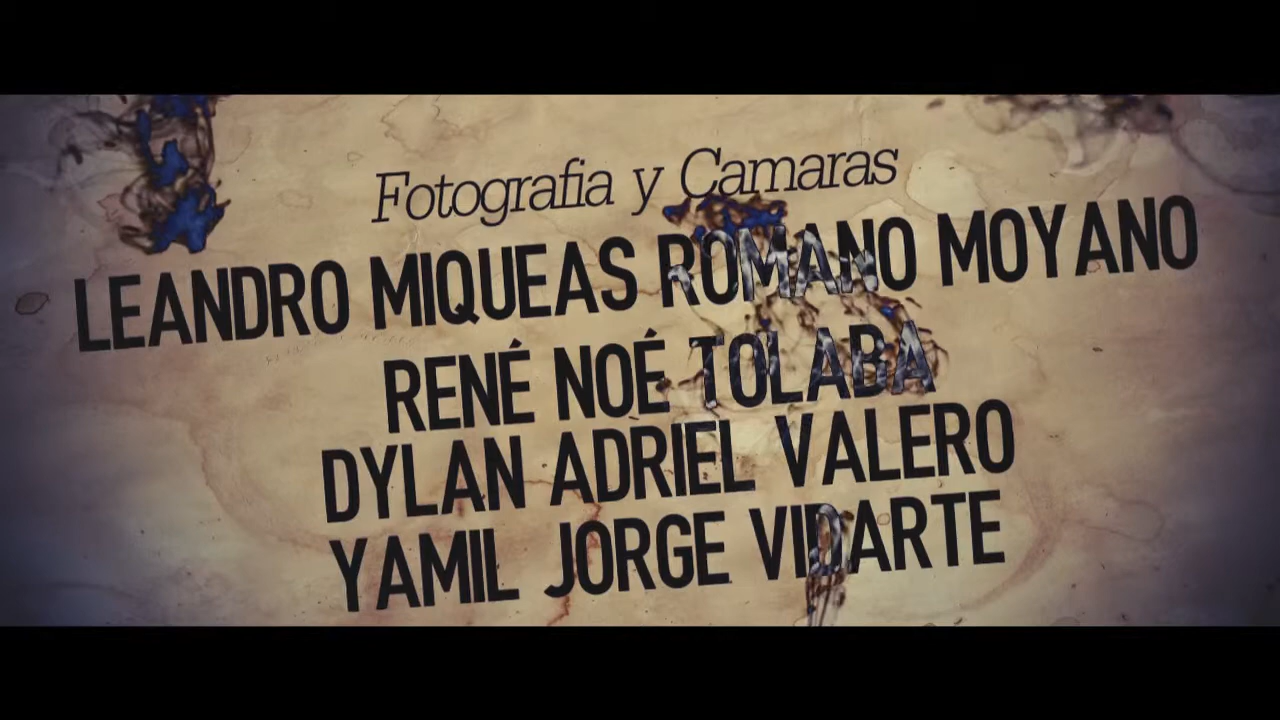 Fotografia y Camaras
LEANDRO MIQUEAS ROMANO MOYANO
RENÉ NOÉ TOLABA
DYLAN ADRIEL VALERO
YAMIL JORGE VIDARTE